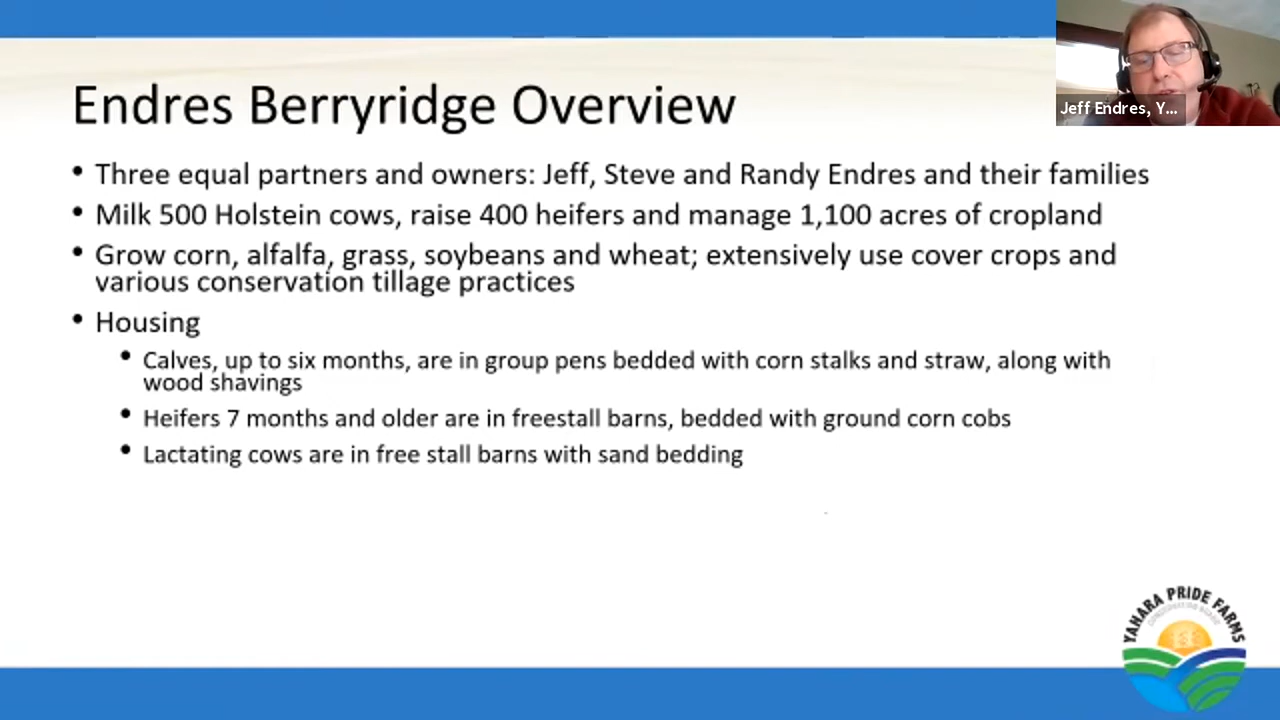 Endres Berryridge Overview
Jeff Endres, Y...
• Three equal partners and owners: Jeff, Steve and Randy Endres and their families
• Milk 500 Holstein cows, raise 400 heifers and manage 1,100 acres of cropland
• Grow corn, alfalfa, grass, soybeans and wheat; extensively use cover crops and
various conservation tillage practices
• Housing
• Calves, up to six months, are in group pens bedded with corn stalks and straw, along with
wood shavings
• Heifers 7 months and older are in freestall barns, bedded with ground corn cobs
• Lactating cows are in free stall barns with sand bedding
YAHARA PRIDE FARMS